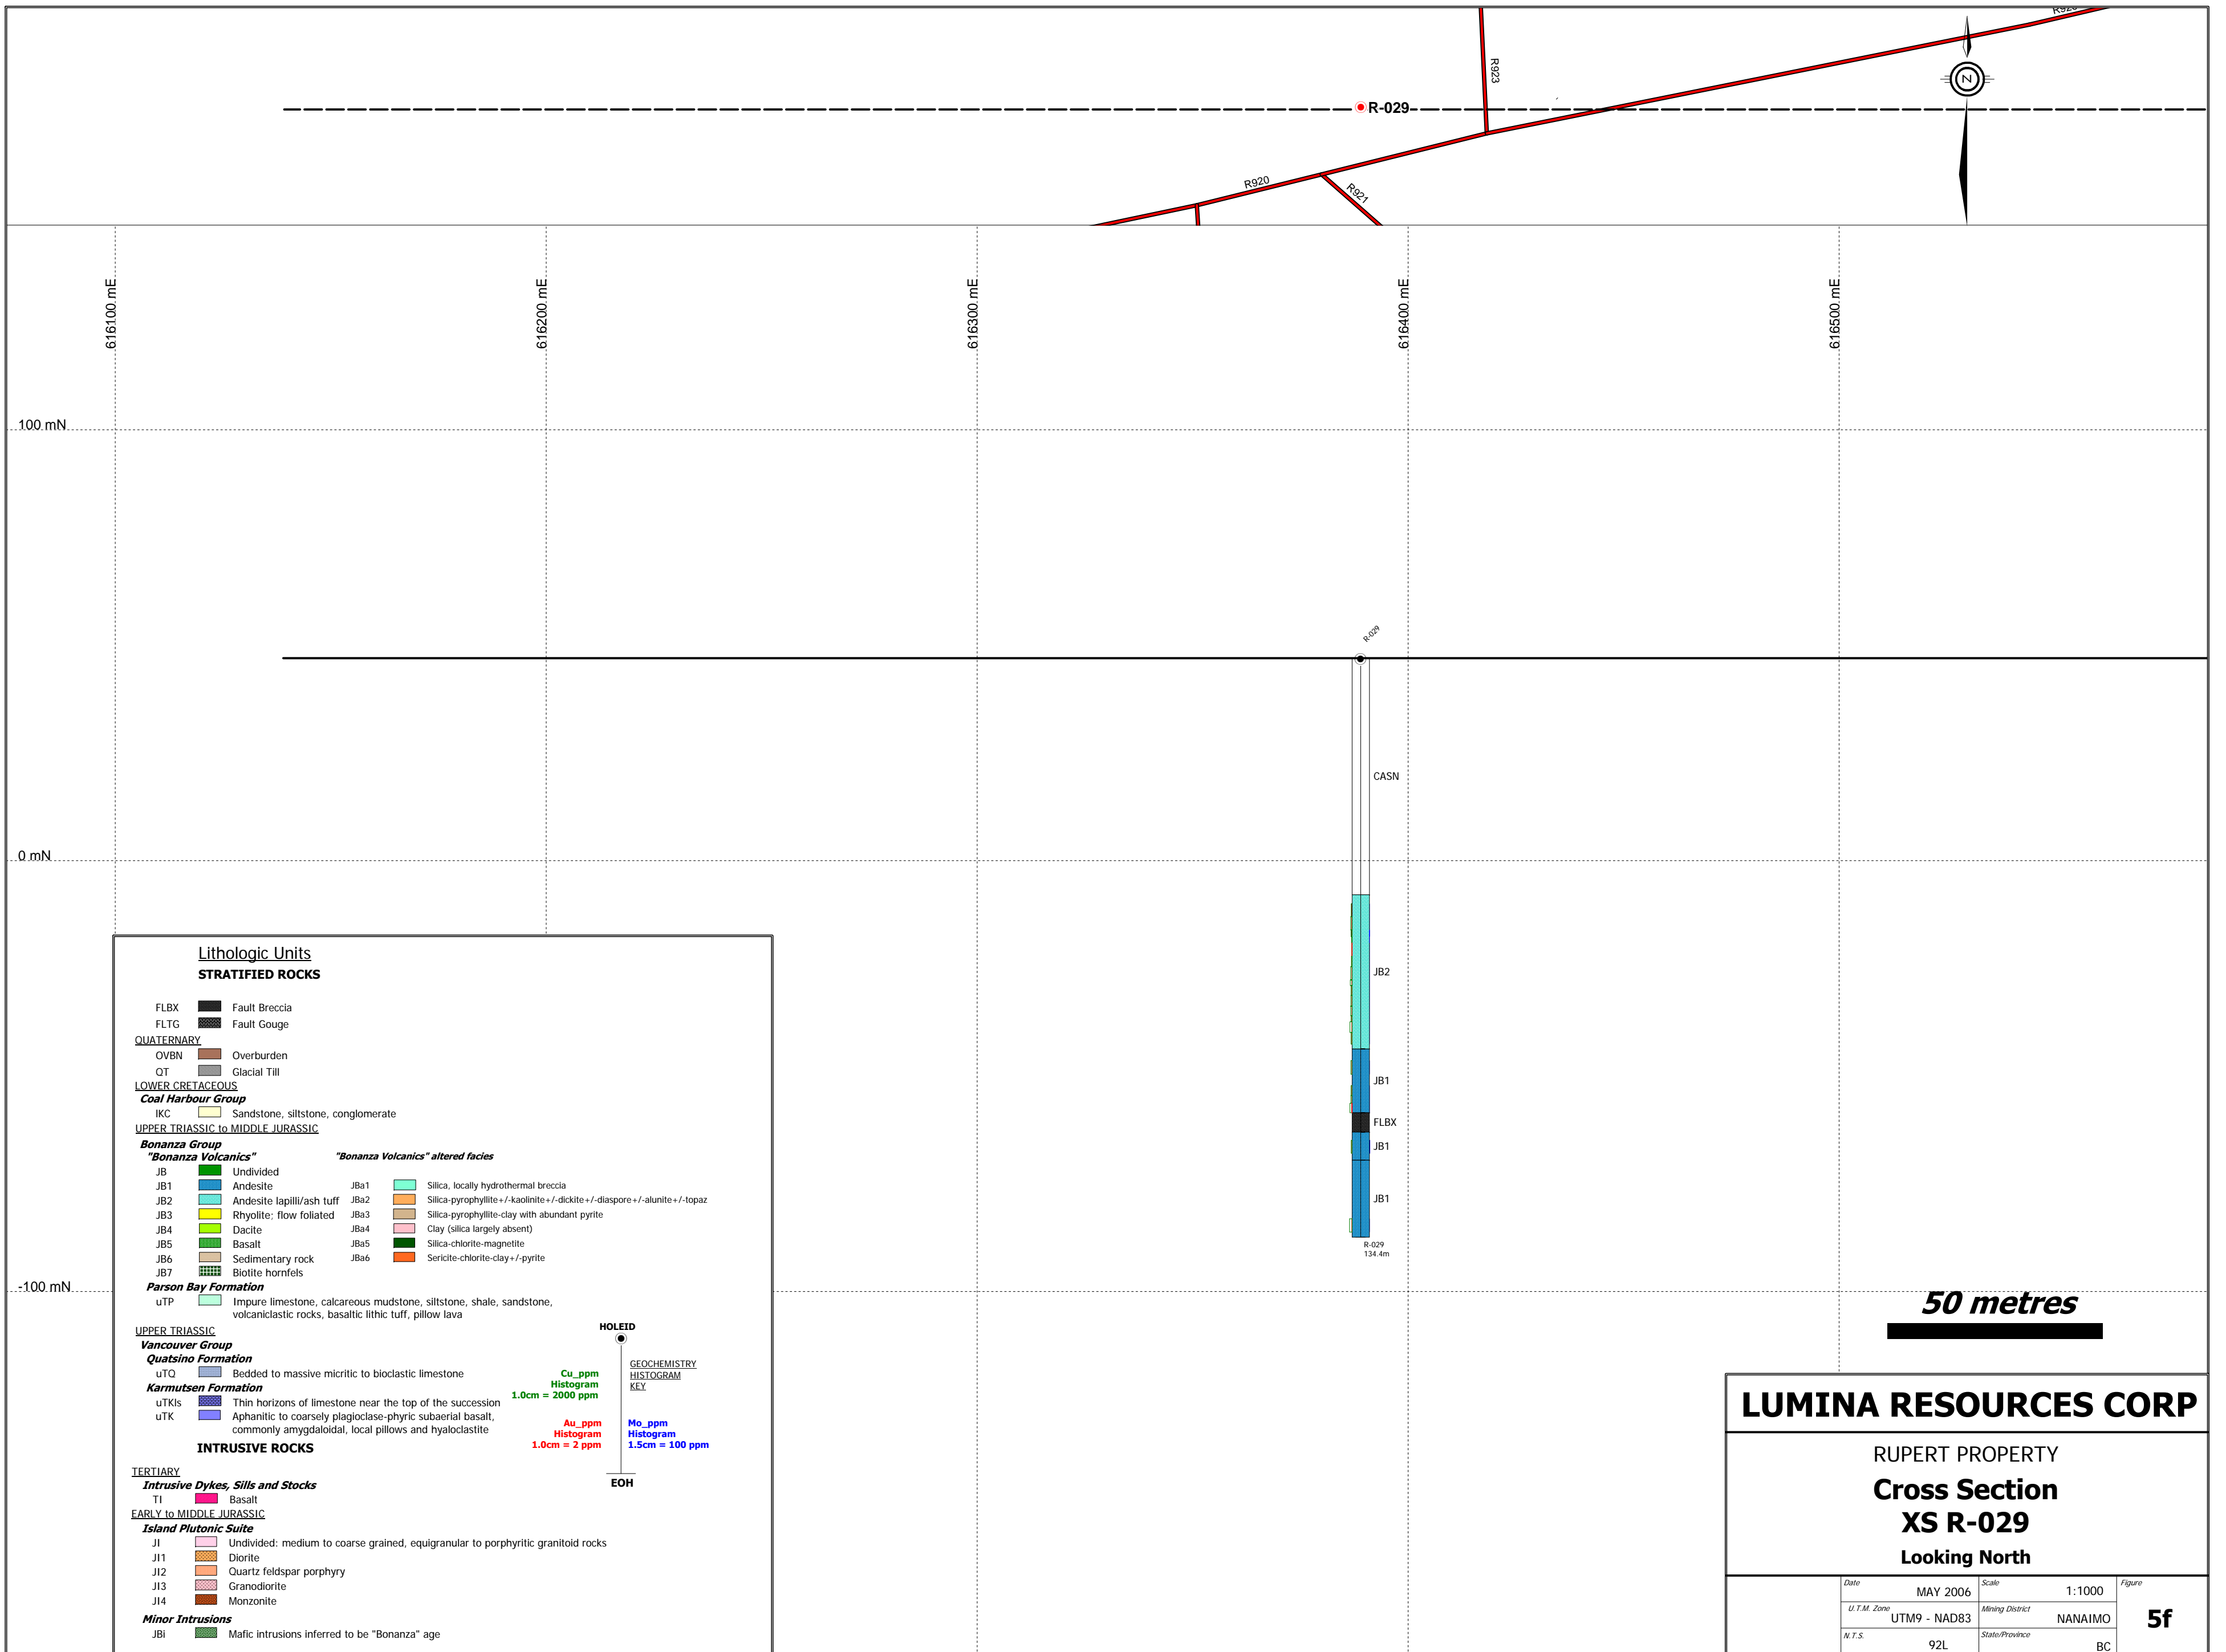 R920
R923
R-029
R920
R921
616100 mE
616200 mE
616300 mE
616400 mE
616500 mE
N
100 mN
0 mN
-100 mN
R-029
CASN
JB2
JB1
FLBX
JB1
JB1
R-029
134.4m
Lithologic Units
STRATIFIED ROCKS
FLBX Fault Breccia
FLTG Fault Gouge
QUATERNARY
OVBN Overburden
QT Glacial Till
LOWER CRETACEOUS
Coal Harbour Group
IKC Sandstone, siltstone, conglomerate
UPPER TRIASSIC to MIDDLE JURASSIC
Bonanza Group
"Bonanza Volcanics" "Bonanza Volcanics" altered facies
JB Undivided
JB1 Andesite JBa1 Silica, locally hydrothermal breccia
JB2 Andesite lapilli/ash tuff JBa2 Silica-pyrophyllite+/-kaolinite+/-dickite+/-diaspore+/-alunite+/-topaz
JB3 Rhyolite; flow foliated JBa3 Silica-pyrophyllite-clay with abundant pyrite
JB4 Dacite JBa4 Clay (silica largely absent)
JB5 Basalt JBa5 Silica-chlorite-magnetite
JB6 Sedimentary rock JBa6 Sericite-chlorite-clay+/-pyrite
JB7 Biotite hornfels
Parson Bay Formation
uTP Impure limestone, calcareous mudstone, siltstone, shale, sandstone,
volcaniclastic rocks, basaltic lithic tuff, pillow lava
UPPER TRIASSIC
Vancouver Group
Quatsino Formation
uTQ Bedded to massive micritic to bioclastic limestone
Karmutsen Formation
uTKls Thin horizons of limestone near the top of the succession
uTK Aphanitic to coarsely plagioclase-phyric subaerial basalt,
commonly amygdaloidal, local pillows and hyaloclastite
INTRUSIVE ROCKS
TERTIARY
Intrusive Dykes, Sills and Stocks
TI Basalt
EARLY to MIDDLE JURASSIC
Island Plutonic Suite
JI Undivided: medium to coarse grained, equigranular to porphyritic granitoid rocks
JI1 Diorite
JI2 Quartz feldspar porphyry
JI3 Granodiorite
JI4 Monzonite
Minor Intrusions
JBi Mafic intrusions inferred to be "Bonanza" age
HOLEID
GEOCHEMISTRY
HISTOGRAM
KEY
Cu_ppm
Histogram
1.0cm = 2000 ppm
Au_ppm
Histogram
1.0cm = 2 ppm
Mo_ppm
Histogram
1.5cm = 100 ppm
EOH
50 metres
LUMINA RESOURCES CORP
RUPERT PROPERTY
Cross Section
XS R-029
Looking North
Date MAY 2006 Scale 1:1000 Figure
U.T.M. Zone UTM9 - NAD83 Mining District NANAIMO 5f
N.T.S. 92L State/Province BC